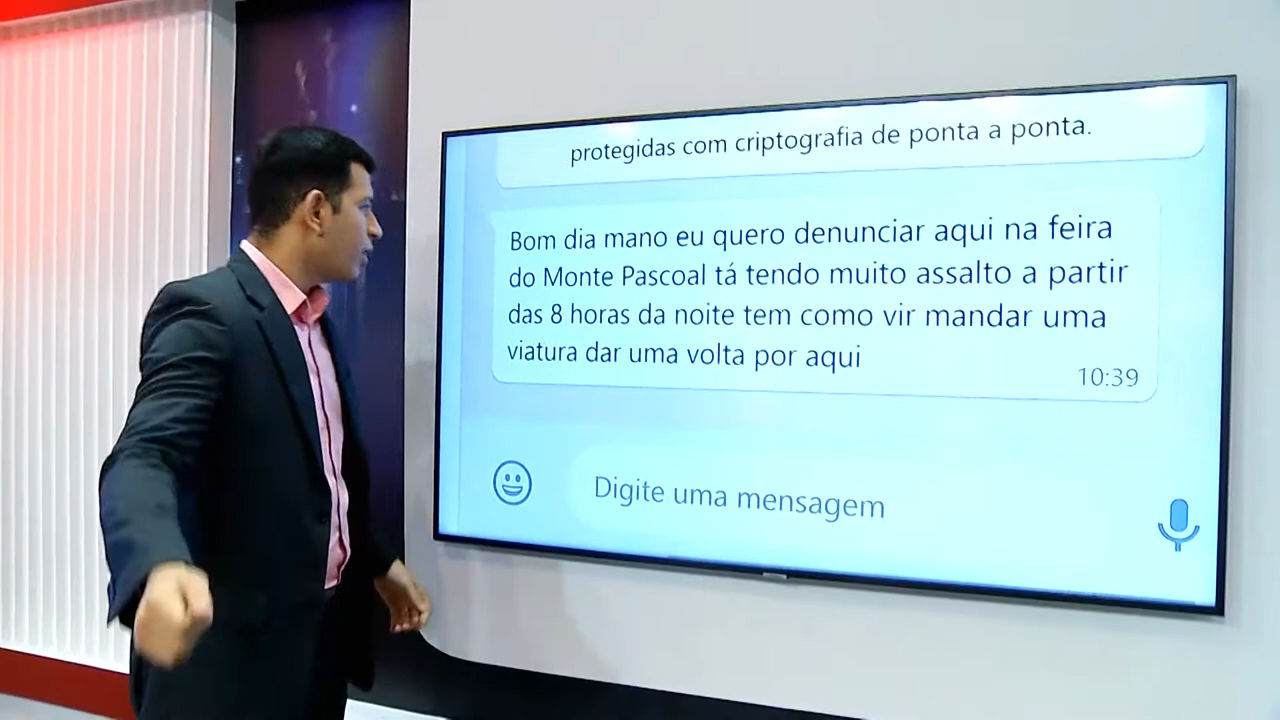 protegidas com criptografia de ponta a ponta.
Bom dia mano eu quero denunciar aqui na feira
do Monte Pascoal tá tendo muito assalto a partir
das 8 horas da noite tem como vir mandar uma
viatura dar uma volta por aqui
10:39
Digite uma mensagem